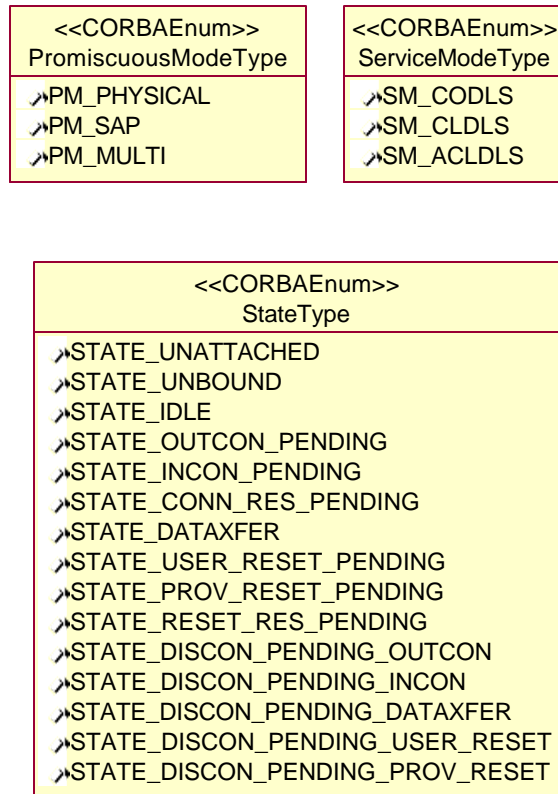 <<CORBAEnum>>
PromiscuousModeType
PM_PHYSICAL
PM_SAP
PM_MULTI
<<CORBAEnum>>
ServiceModeType
SM_CODLS
SM_CLDLS
SM_ACLDLS
<<CORBAEnum>>
StateType
STATE_UNATTACHED
STATE_UNBOUND
STATE_IDLE
STATE_OUTCON_PENDING
STATE_INCON_PENDING
STATE_CONN_RES_PENDING
STATE_DATAXFER
STATE_USER_RESET_PENDING
STATE_PROV_RESET_PENDING
STATE_RESET_RES_PENDING
STATE_DISCON_PENDING_OUTCON
STATE_DISCON_PENDING_INCON
STATE_DISCON_PENDING_DATAXFER
STATE_DISCON_PENDING_USER_RESET
STATE_DISCON_PENDING_PROV_RESET